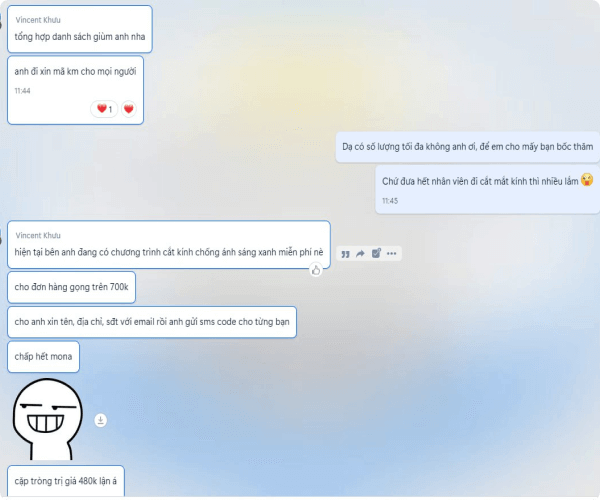 Vincent Khưu
tổng hợp danh sách giùm anh nha
anh đi xin mã km cho mọi người
11:44
1
Dạ có số lượng tối đa không anh ơi, để em cho mấy bạn bốc thăm
Chứ đưa hết nhân viên đi cắt mắt kính thì nhiều lắm
11:45
Vincent Khưu
hiện tại bên anh đang có chương trình cắt kính chống ánh sáng xanh miễn phí nè
cho đơn hàng gọng trên 700k
cho anh xin tên, địa chỉ, sđt với email rồi anh gửi sms code cho từng bạn
chấp hết mona
cặp tròng trị giá 480k lận á